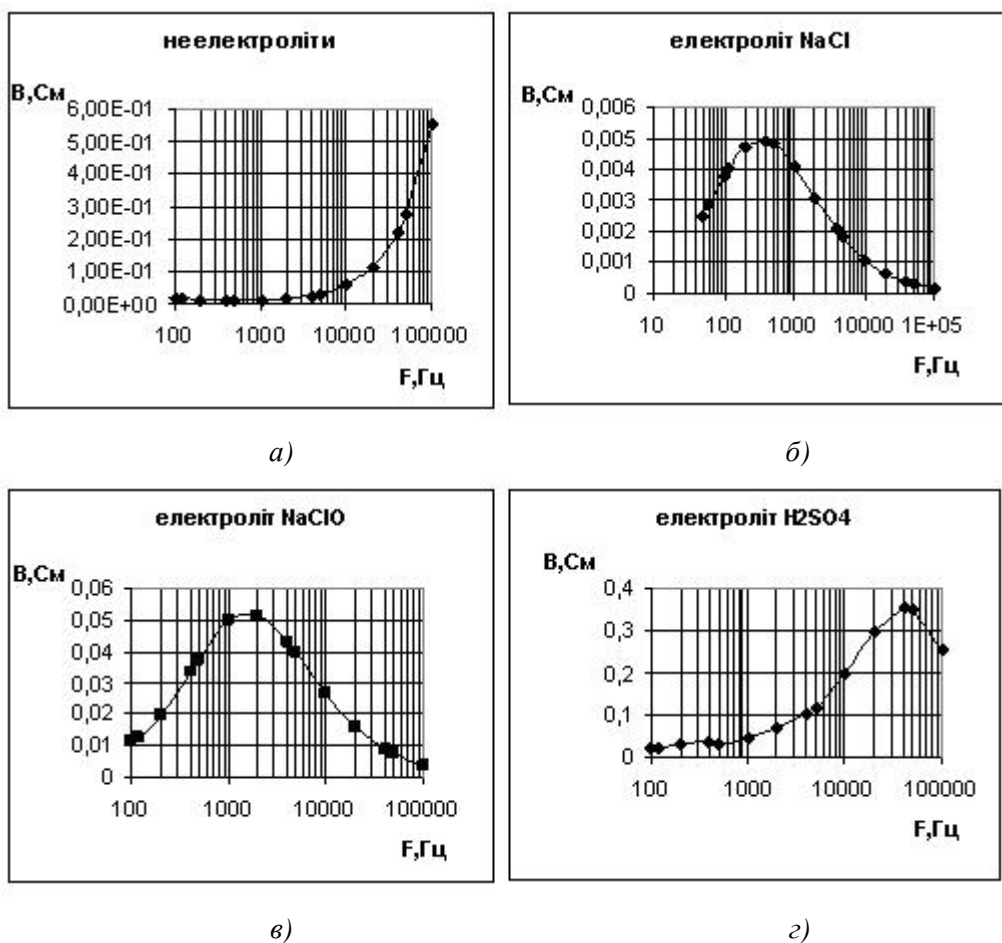 неелектроліти
В,См
6,00E-01
5,00E-01
4,00E-01
3,00E-01
2,00E-01
1,00E-01
0,00E+00
100 1000 10000 100000
F,Гц
а)
електроліт NaCl
В,См
0,006
0,005
0,004
0,003
0,002
0,001
0
10 100 1000 10000 1E+05
F,Гц
б)
електроліт NaClO
В,См
0,06
0,05
0,04
0,03
0,02
0,01
0
100 1000 10000 100000
F,Гц
в)
електроліт H2SO4
В,См
0,4
0,3
0,2
0,1
0
100 1000 10000 100000
F,Гц
г)